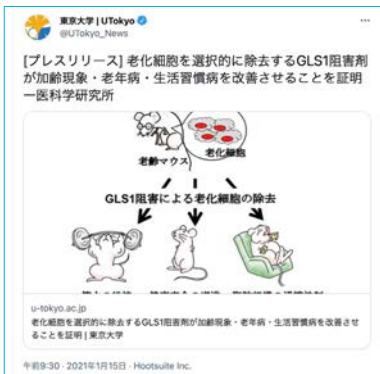 東京大学 | UTokyo
@UTokyo_News
[プレスリリース] 老化細胞を選択的に除去するGLS1阻害剤
が加齢現象・老年病・生活習慣病を改善させることを証明
ー医科学研究所
老齢マウス
老化細胞
GLS1阻害による老化細胞の除去
u-tokyo.ac.jp
老化細胞を選択的に除去するGLS1阻害剤が加齢現象・老年病・生活習慣病を改善させ
ることを証明 | 東京大学
午前9:30 · 2021年1月15日 · Hootsuite Inc.